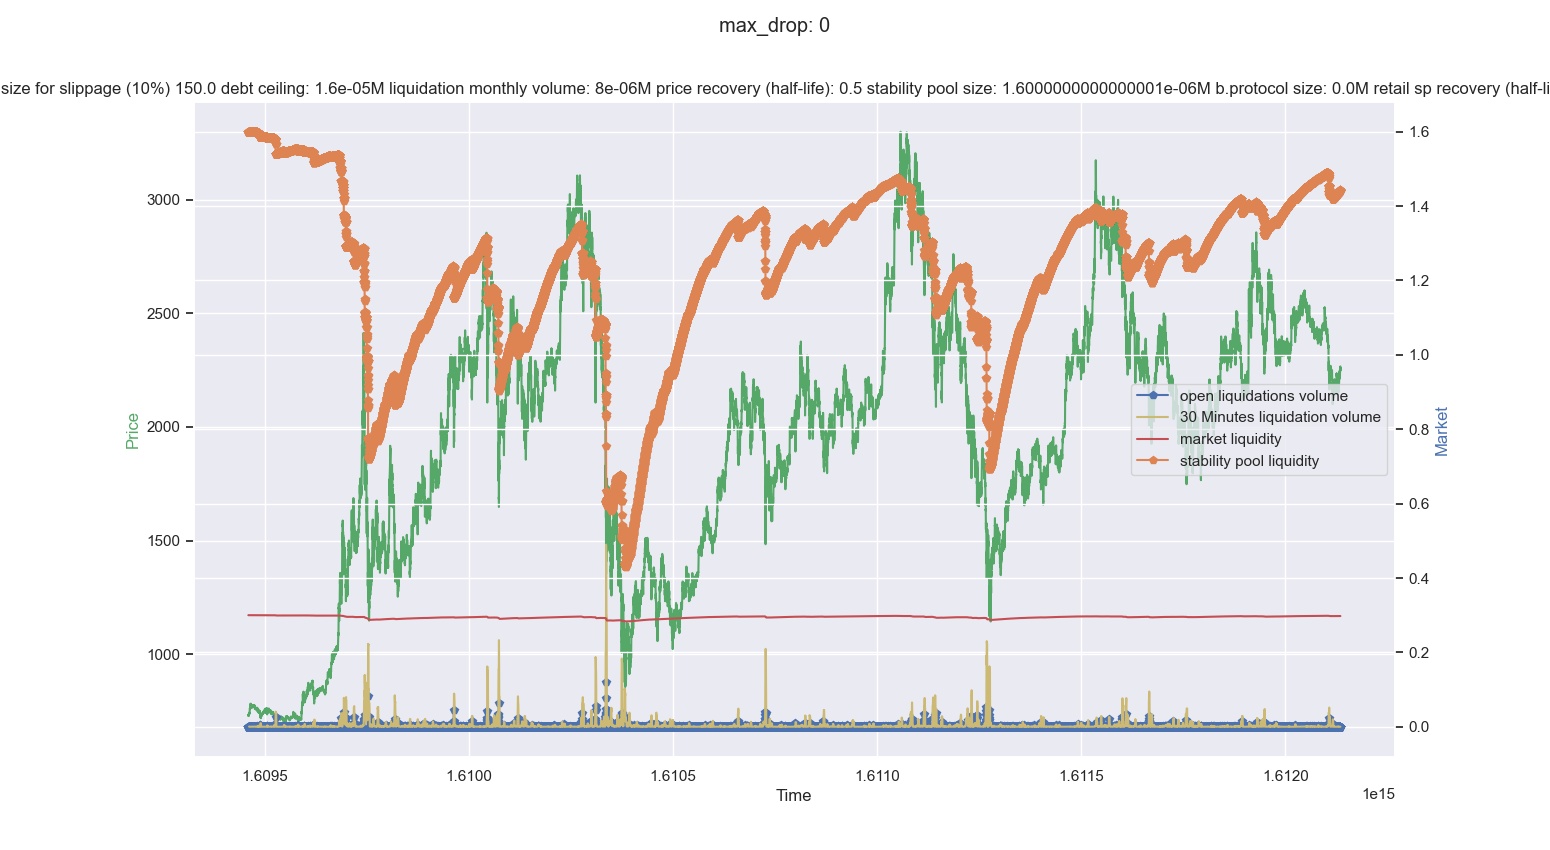 max_drop: 0
size for slippage (10%) 150.0 debt ceiling: 1.6e-05M liquidation monthly volume: 8e-06M price recovery (half-life): 0.5 stability pool size: 1.6000000000000001e-06M b.protocol size: 0.0M retail sp recovery (half-li
1.6
3000
1.4
1.2
2500
1.0
open liquidations volume
30 Minutes liquidation volume
market liquidity
stability pool liquidity
Price
2000
0.8
Market
0.6
1500
0.4
1000
0.2
0.0
1.6095 1.6100 1.6105 1.6110 1.6115 1.6120
Time
1e15